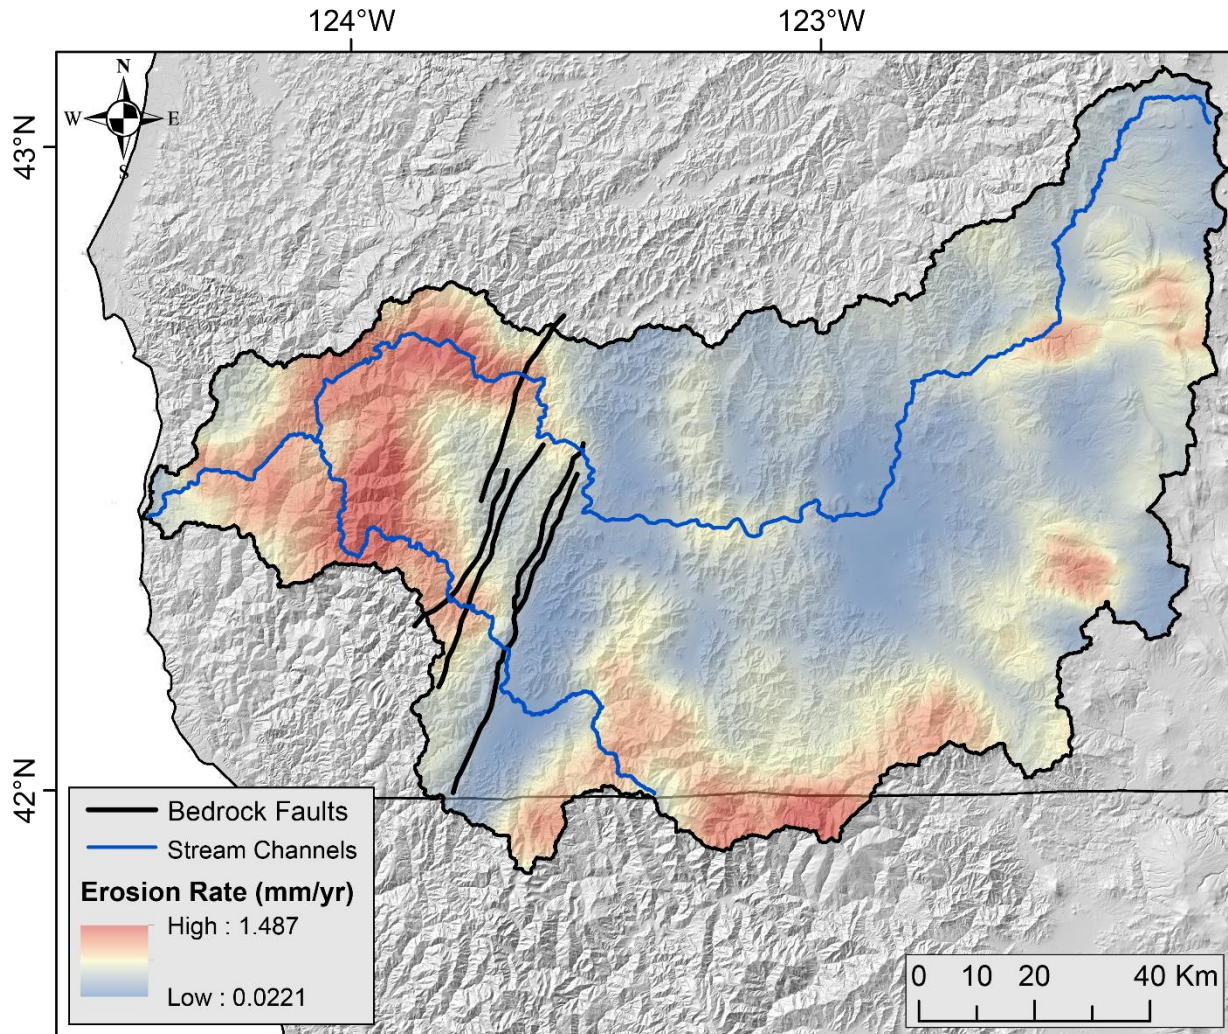 124°W
123°W
N
W
E
S
43°N
42°N
Bedrock Faults
Stream Channels
Erosion Rate (mm/yr)
High : 1.487
Low : 0.0221
0 10 20 40 Km